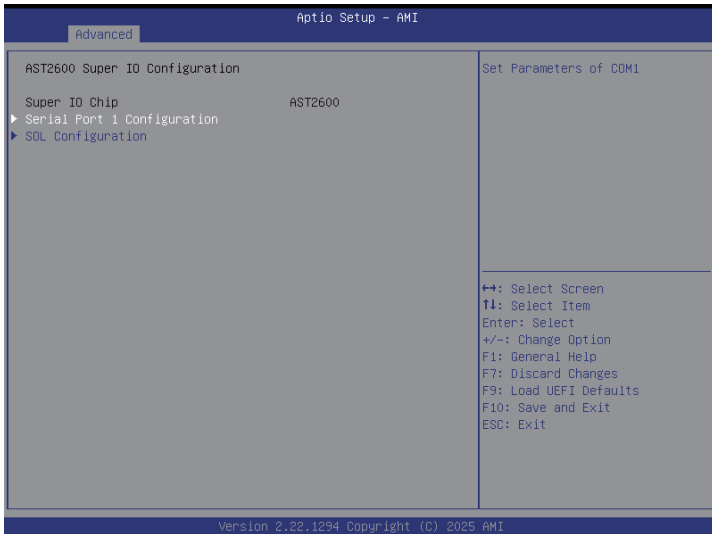 Aptio Setup – AMI
Advanced
AST2600 Super IO Configuration
Super IO Chip AST2600
Serial Port 1 Configuration
SOL Configuration
Set Parameters of COM1
↔: Select Screen
↑↓: Select Item
Enter: Select
+/-: Change Option
F1: General Help
F7: Discard Changes
F9: Load UEFI Defaults
F10: Save and Exit
ESC: Exit
Version 2.22.1294 Copyright (C) 2025 AMI